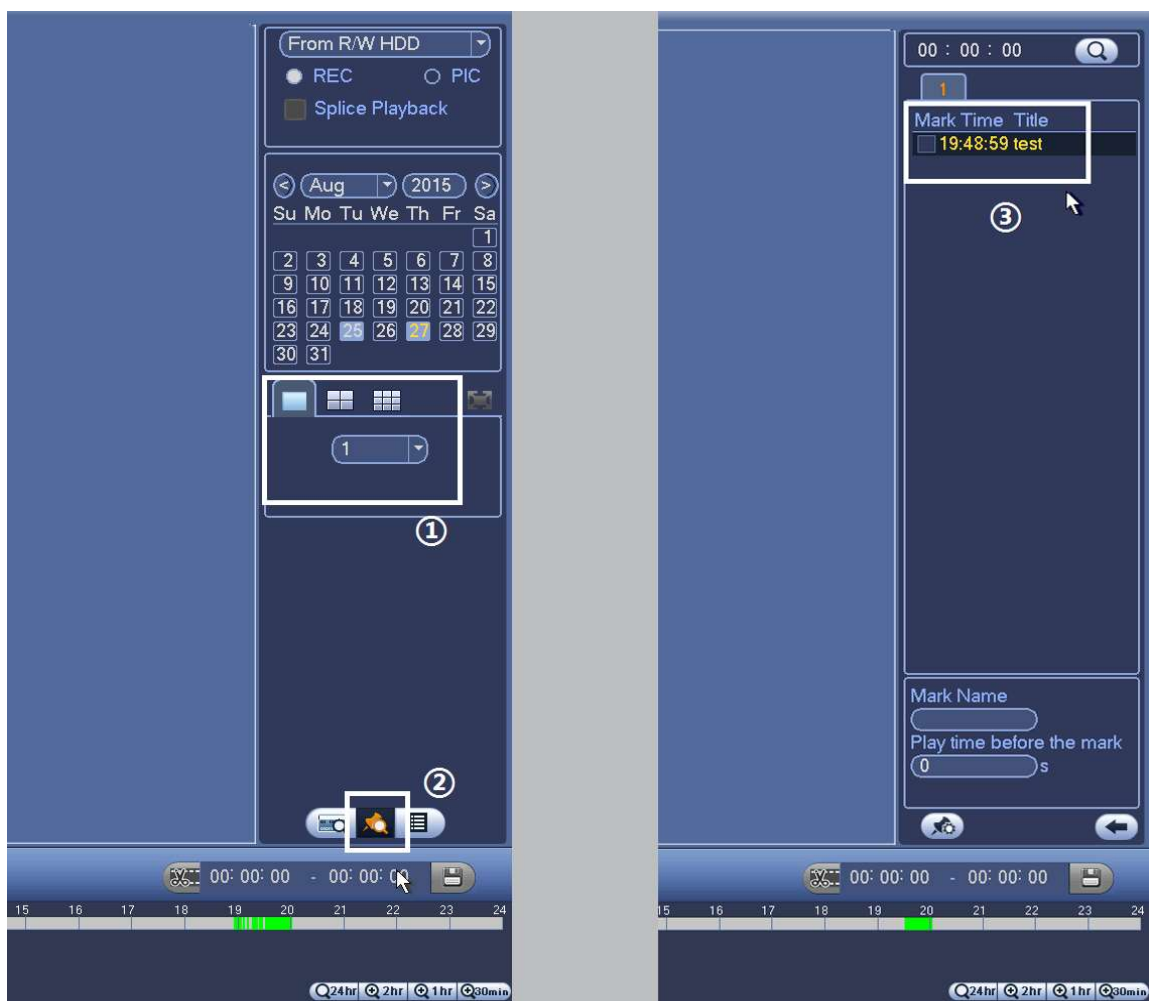 From R/W HDD
REC PIC
Splice Playback
< Aug 2015 >
Su Mo Tu We Th Fr Sa
1
2 3 4 5 6 7 8
9 10 11 12 13 14 15
16 17 18 19 20 21 22
23 24 25 26 27 28 29
30 31
1
①
②
00: 00: 00 - 00: 00: 00
15 16 17 18 19 20 21 22 23 24
24hr 2hr 1hr 30min
00 : 00 : 00
1
Mark Time Title
19:48:59 test
③
Mark Name
Play time before the mark
0 s
00: 00: 00 - 00: 00: 00
15 16 17 18 19 20 21 22 23 24
24hr 2hr 1hr 30min